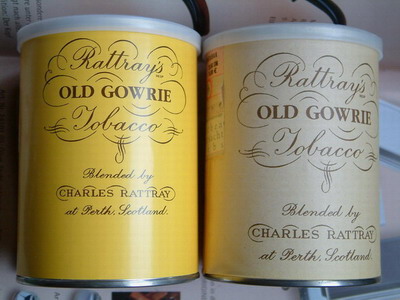 Rattray's
OLD GOWRIE
Tobacco
Blended by
CHARLES RATTRAY
at Perth, Scotland.
Rattray's
OLD GOWRIE
Tobacco
Blended by
CHARLES RATTRAY
at Perth, Scotland.